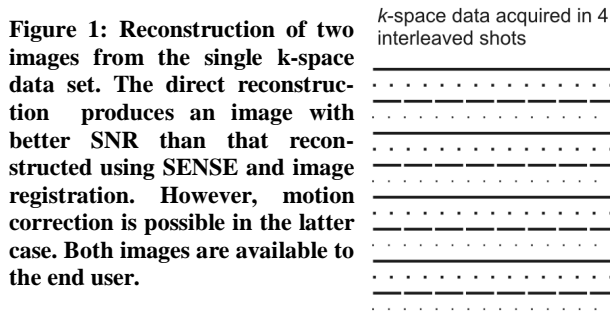 Figure 1: Reconstruction of two
images from the single k-space
data set. The direct reconstruc-
tion produces an image with
better SNR than that recon-
structed using SENSE and image
registration. However, motion
correction is possible in the latter
case. Both images are available to
the end user.
k-space data acquired in 4
interleaved shots